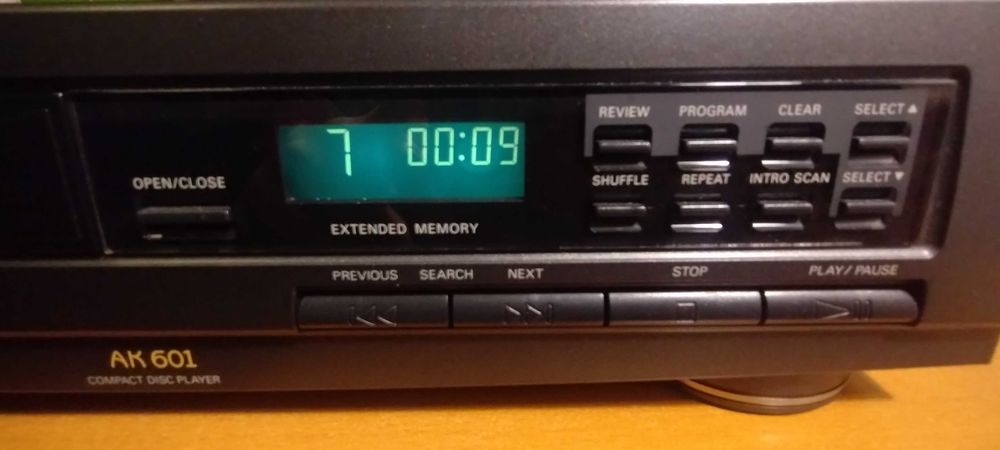 REVIEW PROGRAM CLEAR SELECT ▲
7 00:09
OPEN/CLOSE
SHUFFLE REPEAT INTRO SCAN SELECT ▼
EXTENDED MEMORY
PREVIOUS SEARCH NEXT STOP PLAY/PAUSE
AK 601
COMPACT DISC PLAYER